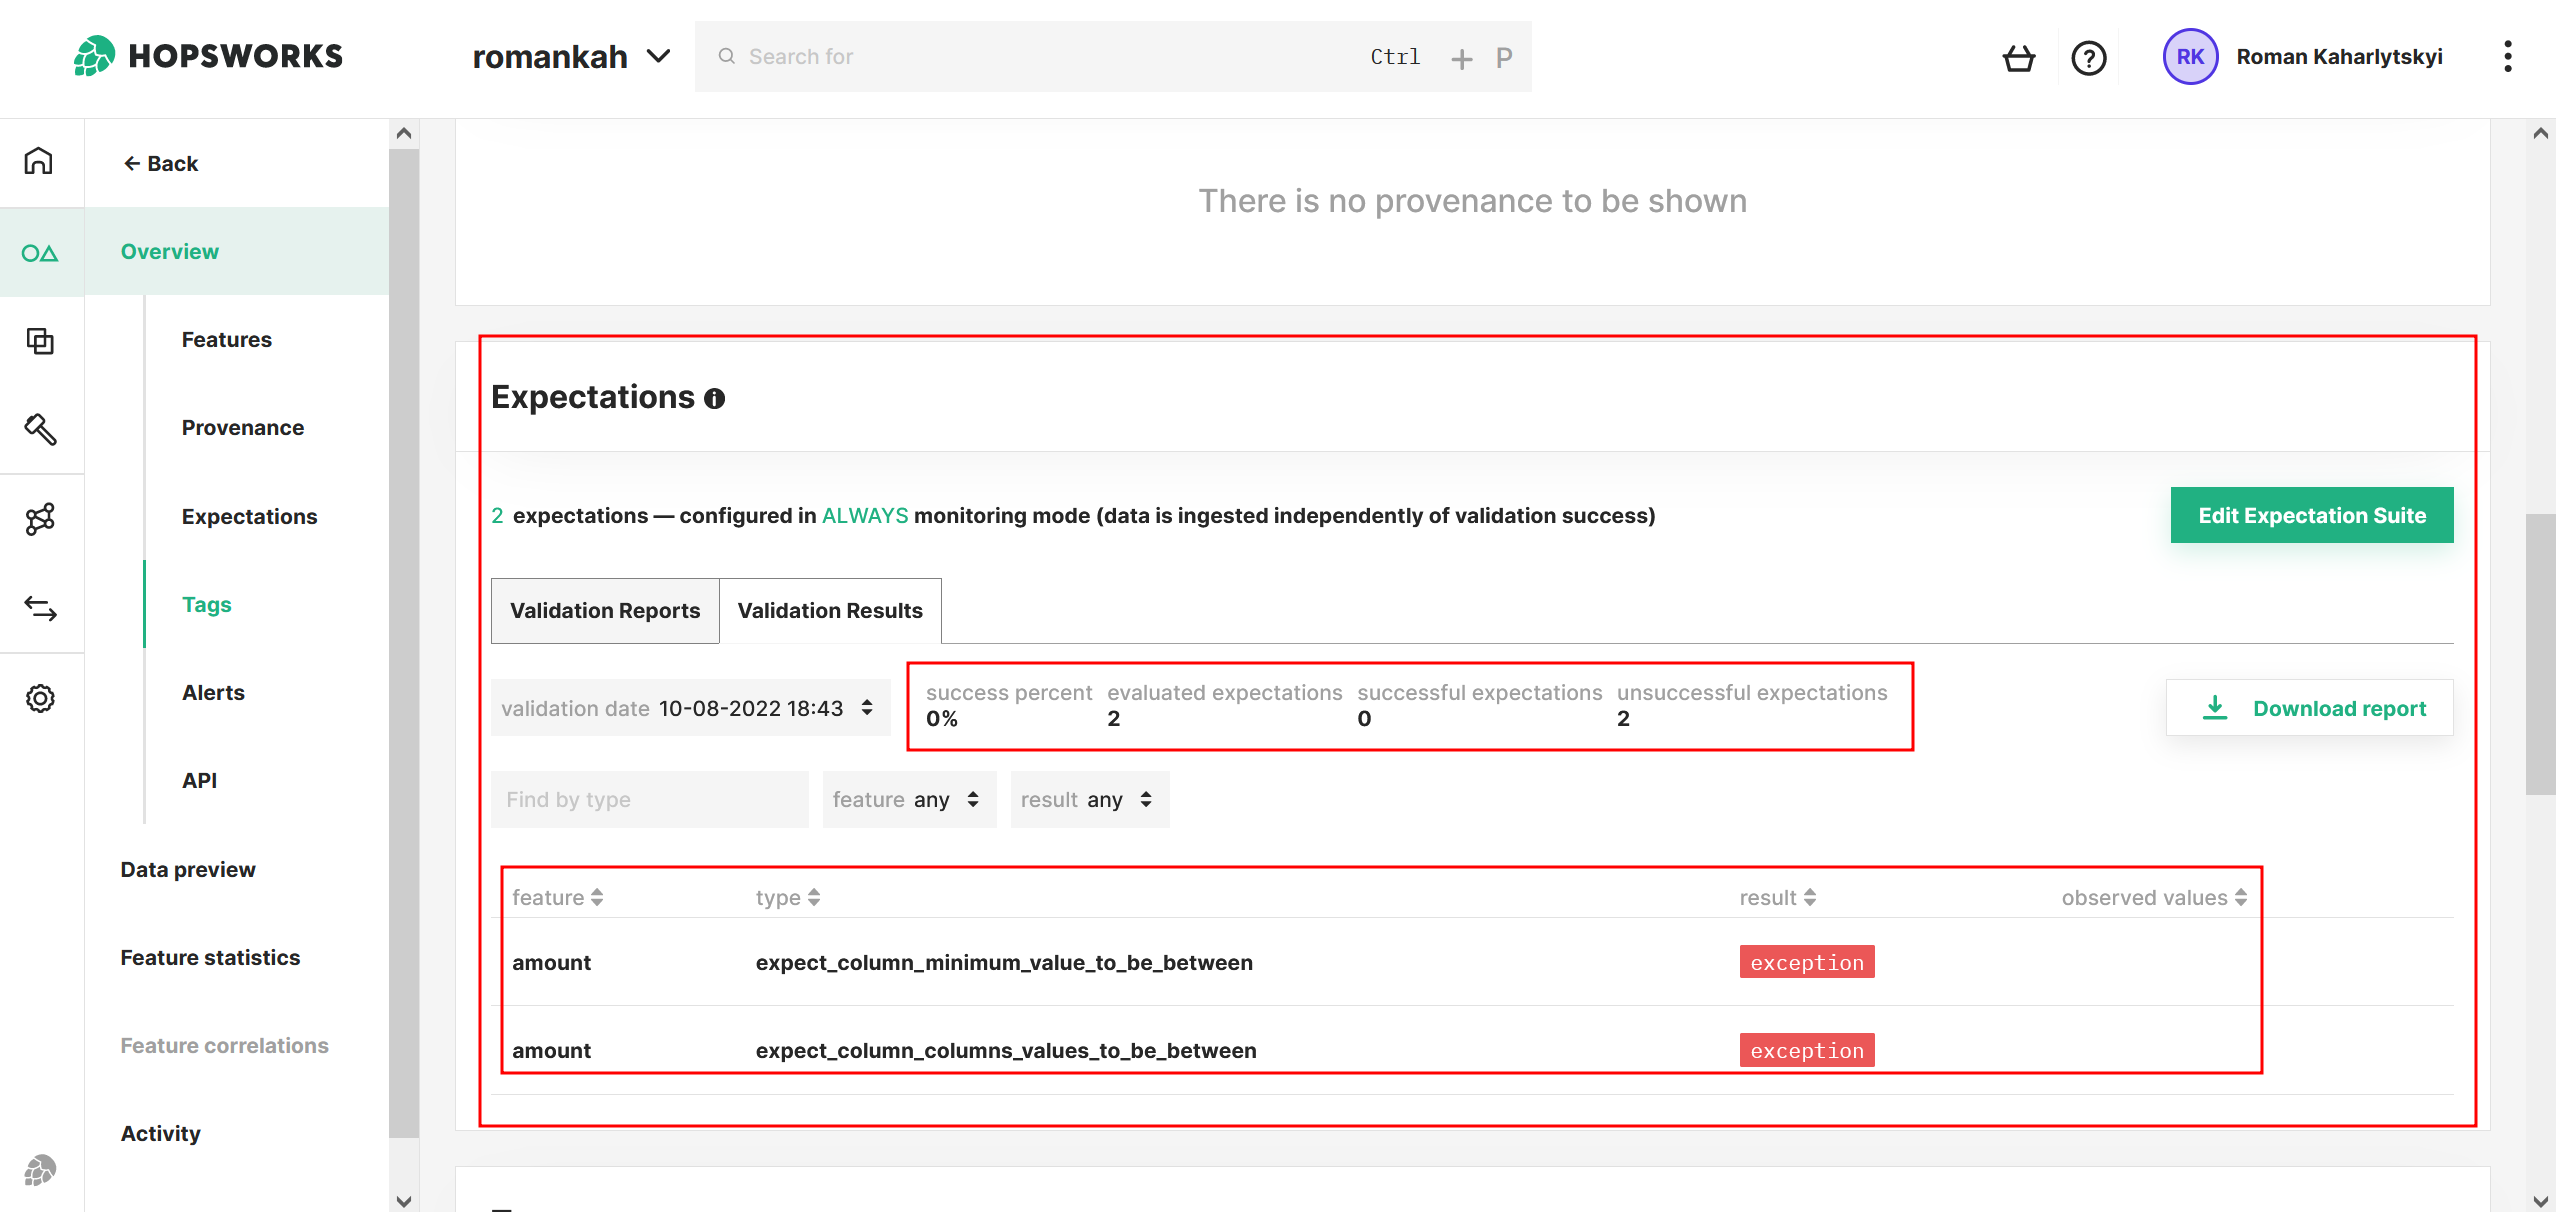 HOPSWORKS
romankah
Search for
Ctrl + P
RK
Roman Kaharlytskyi
Back
Overview
Features
Provenance
Expectations
Tags
Alerts
API
Data preview
Feature statistics
Feature correlations
Activity
There is no provenance to be shown
Expectations
2 expectations — configured in ALWAYS monitoring mode (data is ingested independently of validation success)
Edit Expectation Suite
Validation Reports
Validation Results
validation date 10-08-2022 18:43
success percent evaluated expectations successful expectations unsuccessful expectations
0% 2 0 2
Download report
Find by type
feature any
result any
feature type result observed values
amount expect_column_minimum_value_to_be_between exception
amount expect_column_columns_values_to_be_between exception